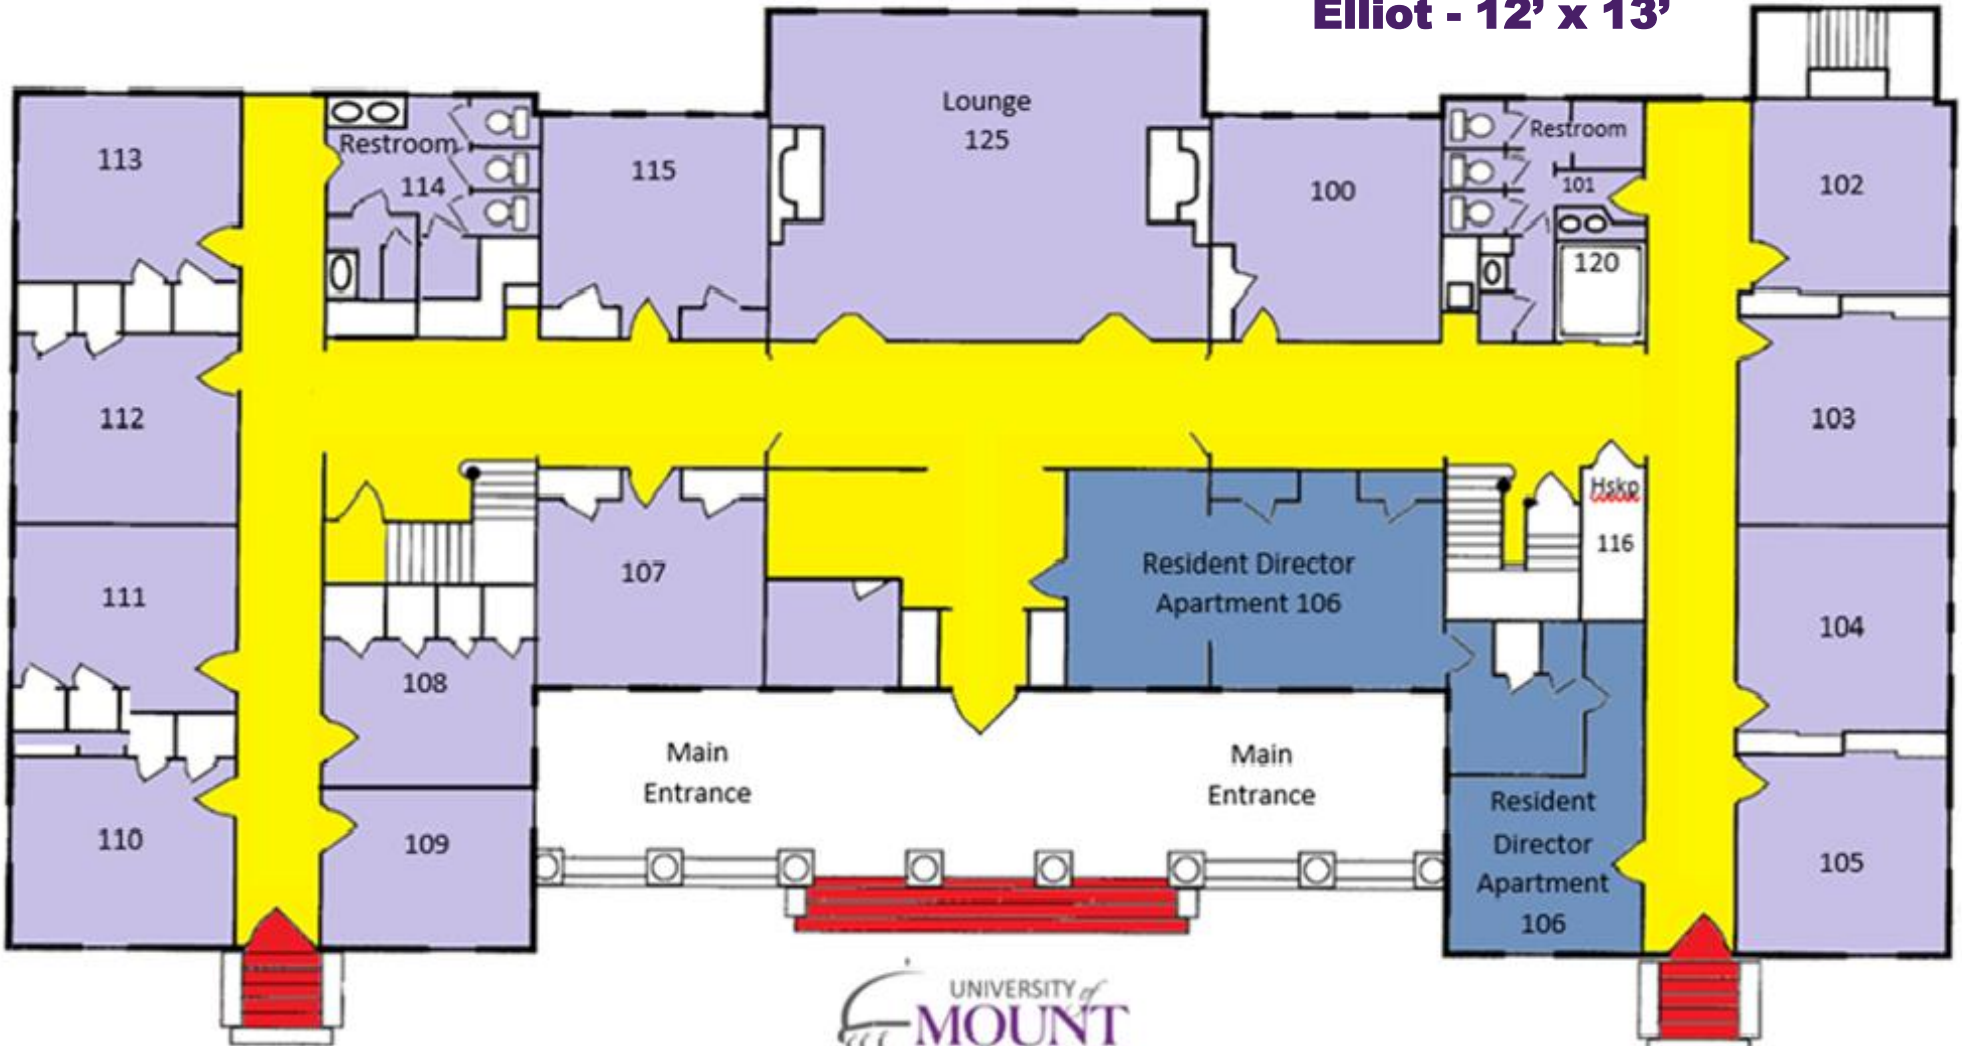 Elliot - 12’ x 13’
Lounge
125
113
Restroom
114
115
100
Restroom
101
120
102
112
103
Hskp
116
111
107
Resident Director
Apartment 106
104
108
Main
Entrance
Main
Entrance
110
109
Resident
Director
Apartment
106
105
UNIVERSITY of
MOUNT